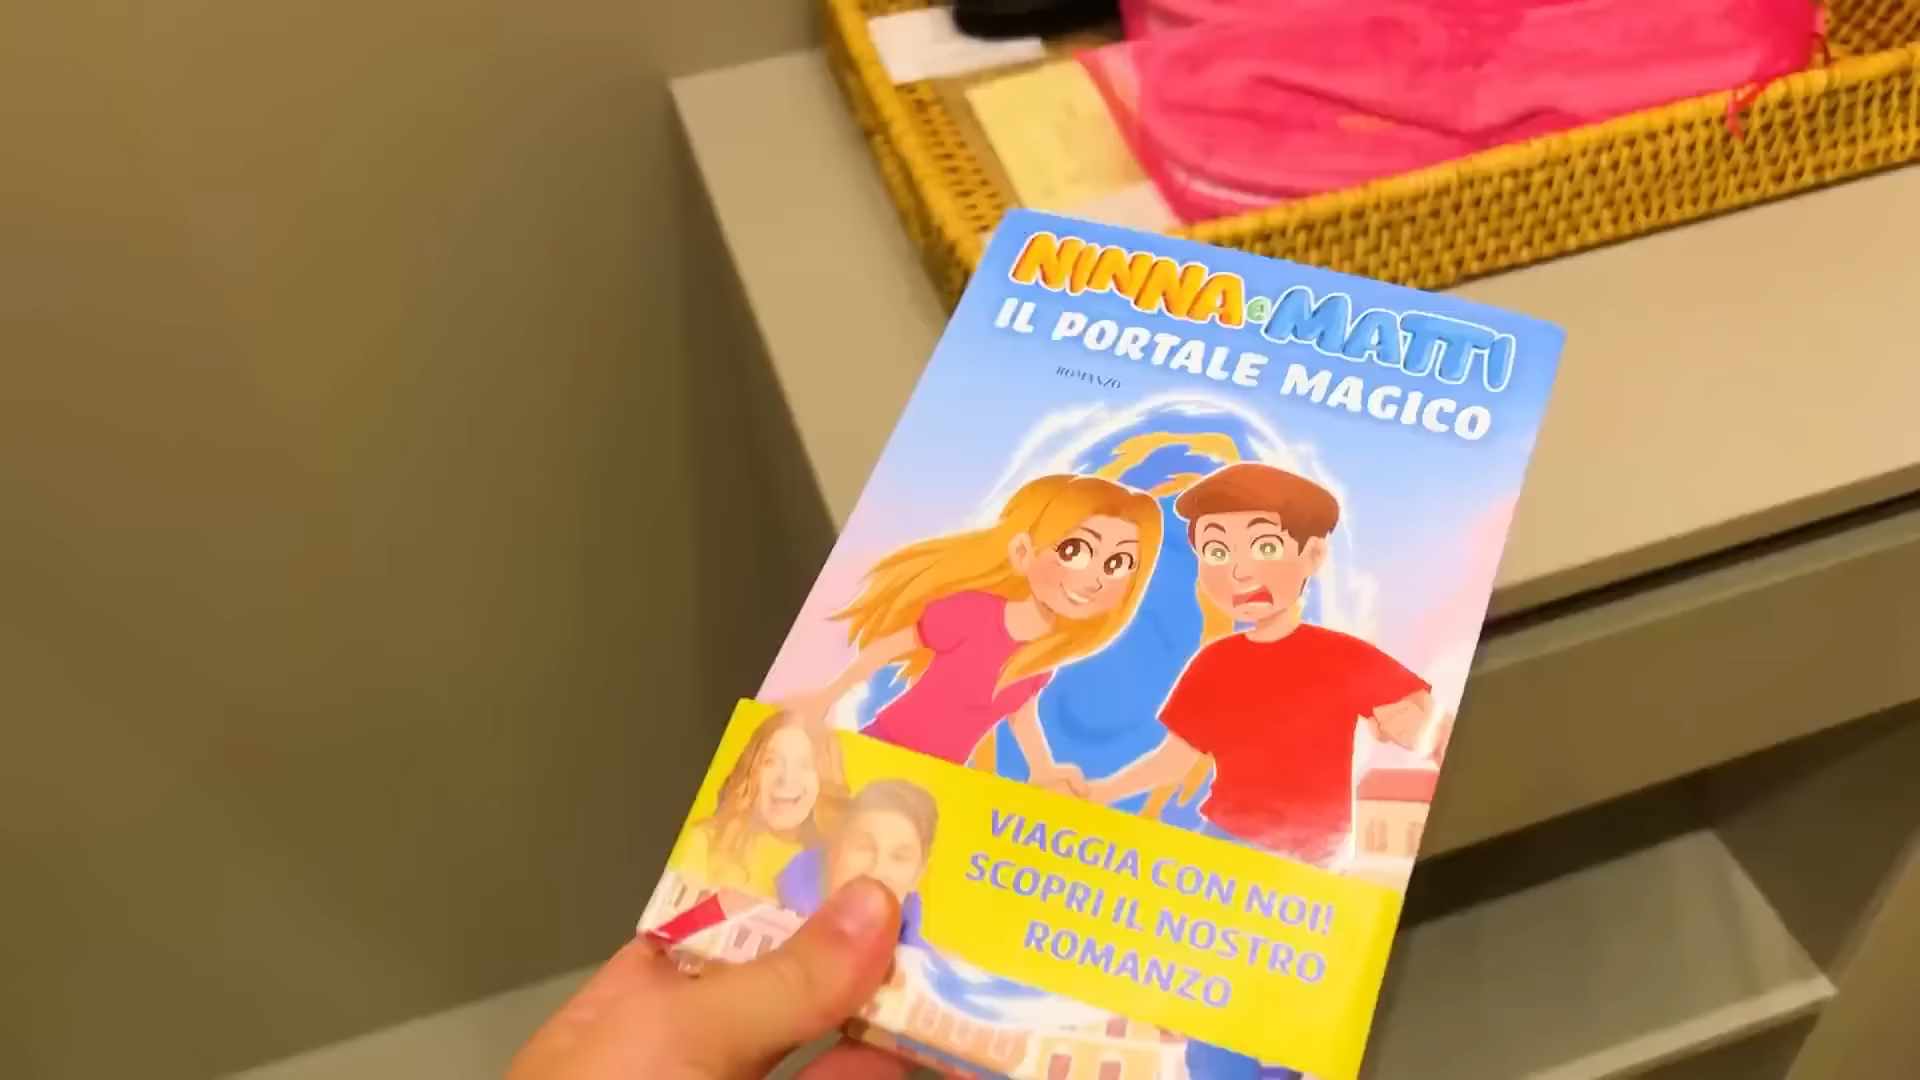 NINNA e MATTI
IL PORTALE MAGICO
ROMANZO
VIAGGIA CON NOI!
SCOPRI IL NOSTRO
ROMANZO